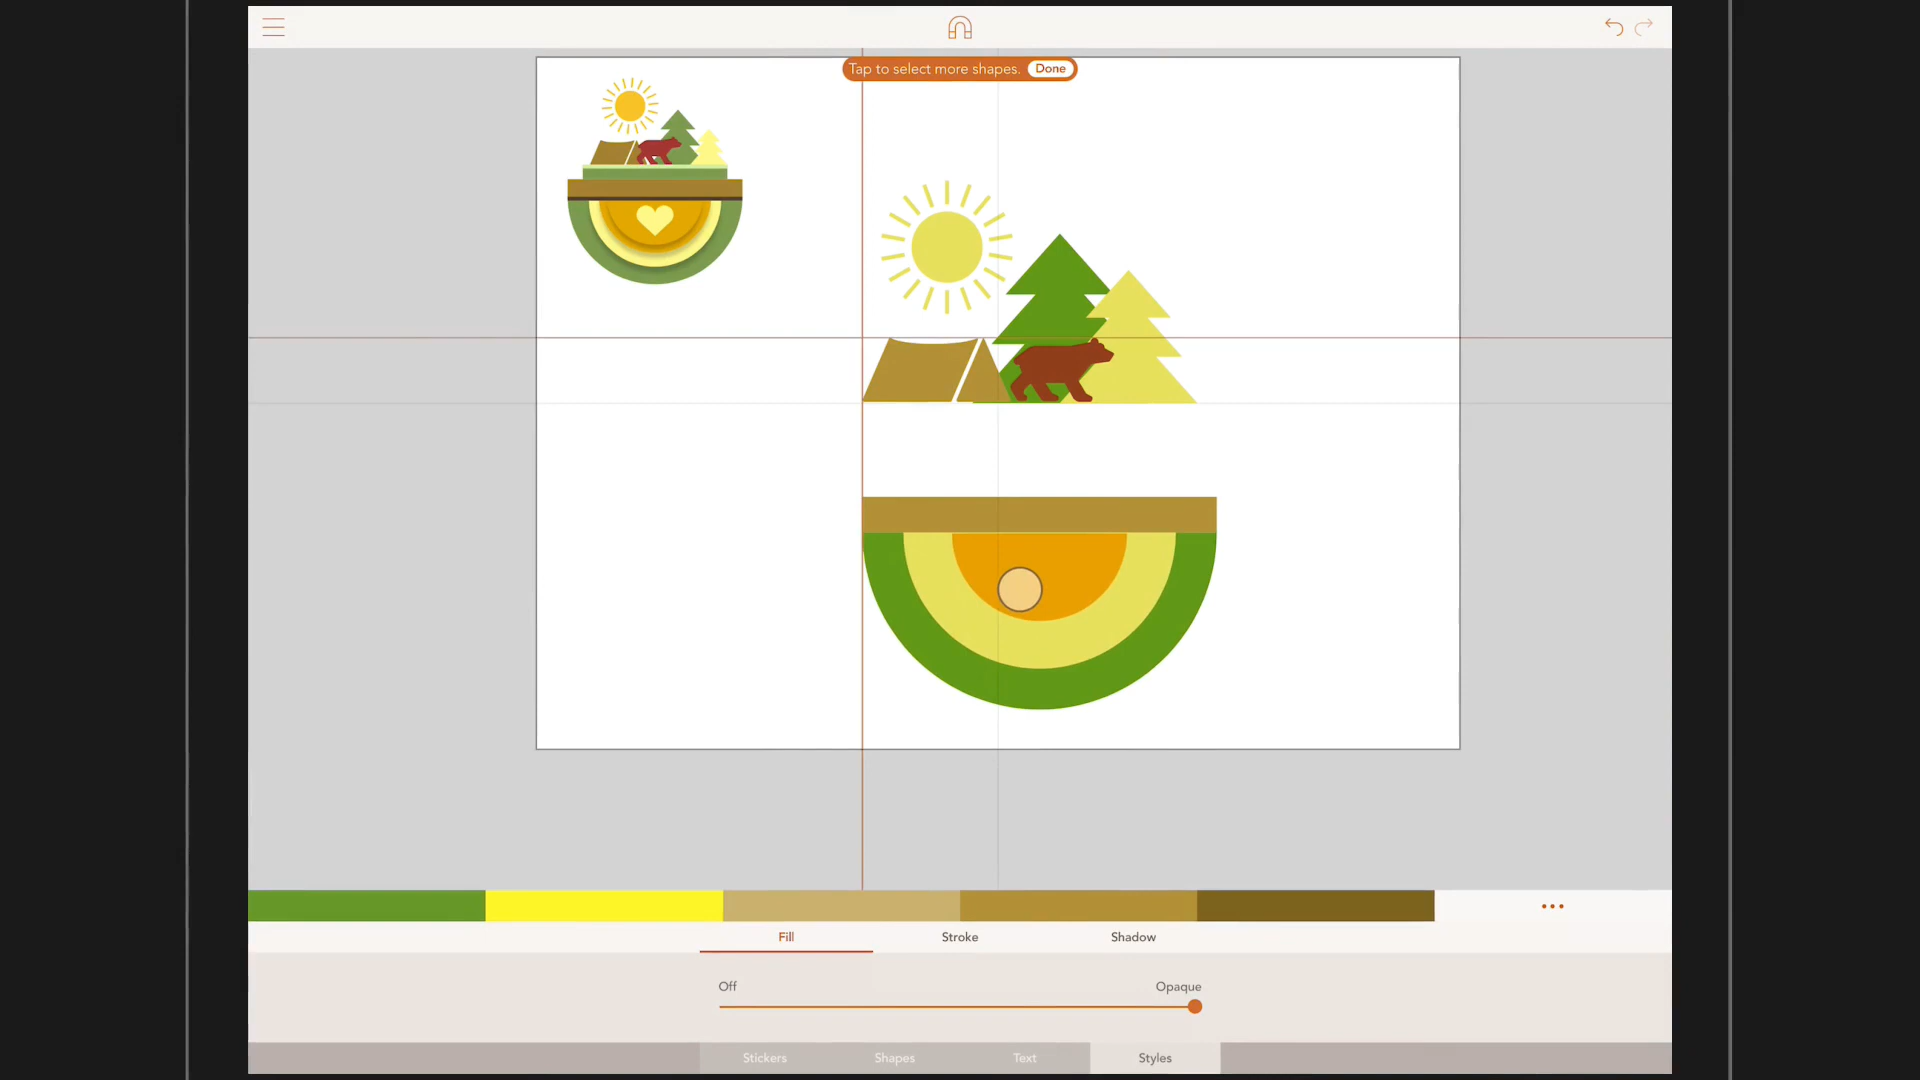 Tap to select more shapes. Done
Fill Stroke Shadow
Off Opaque
Stickers Shapes Text Styles